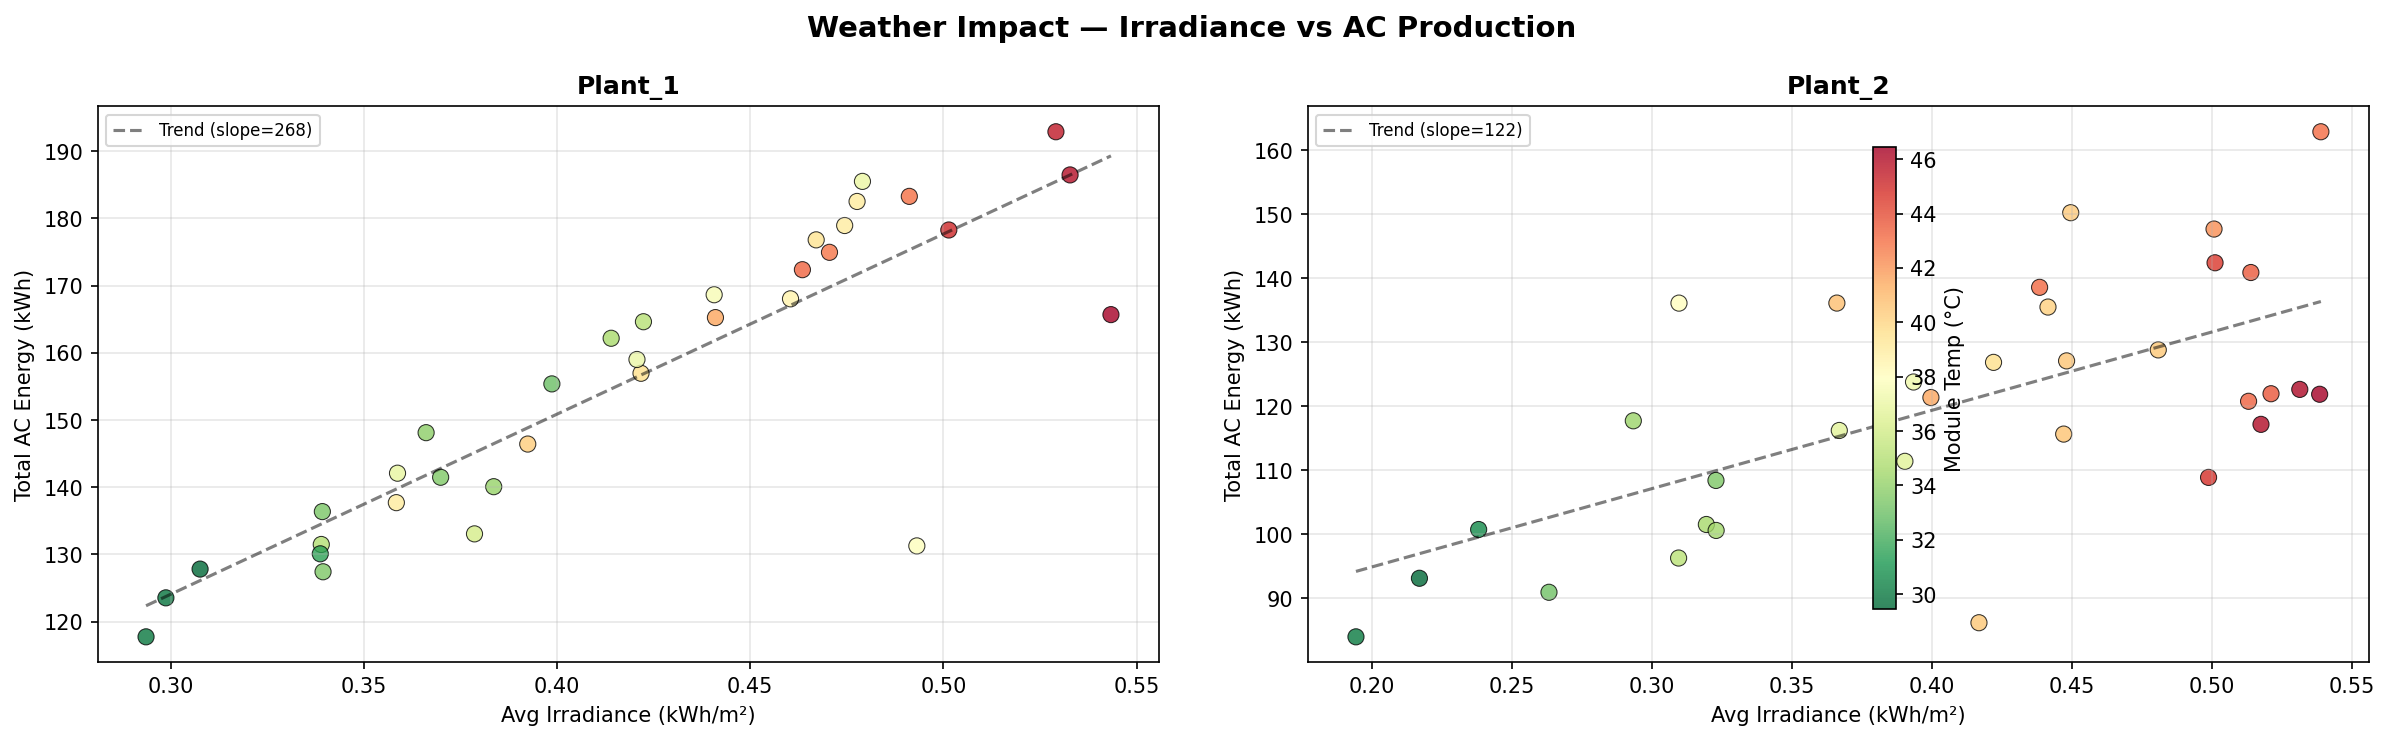 Weather Impact — Irradiance vs AC Production
Plant_1
Trend (slope=268)
Total AC Energy (kWh)
190
180
170
160
150
140
130
120
0.30 0.35 0.40 0.45 0.50 0.55
Avg Irradiance (kWh/m²)
Plant_2
Trend (slope=122)
Total AC Energy (kWh)
160
150
140
130
120
110
100
90
0.20 0.25 0.30 0.35 0.40 0.45 0.50 0.55
Avg Irradiance (kWh/m²)
46
44
42
40
38
36
34
32
30
Module Temp (°C)